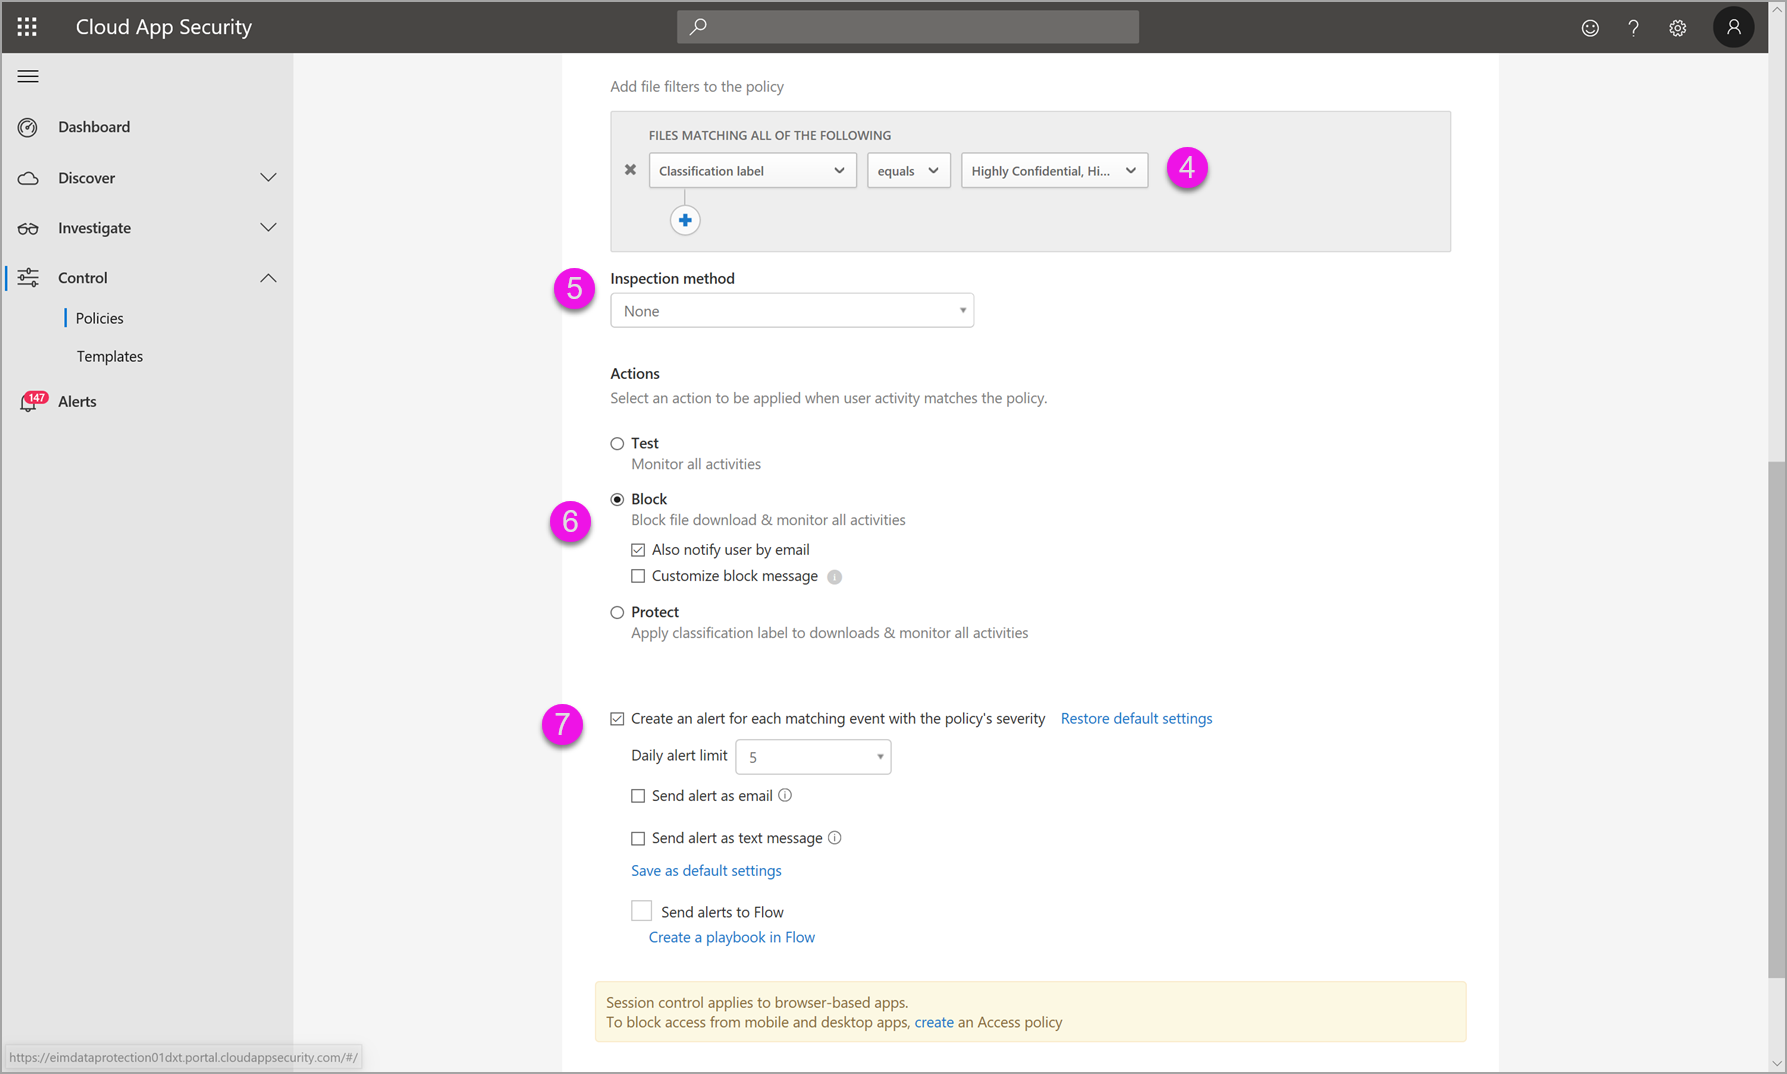 Cloud App Security
Dashboard
Discover
Investigate
Control
Policies
Templates
147
Alerts
Add file filters to the policy
FILES MATCHING ALL OF THE FOLLOWING
Classification label equals Highly Confidential, Hi... 4
5 Inspection method
None
Actions
Select an action to be applied when user activity matches the policy.
Test
Monitor all activities
Block
6 Block file download & monitor all activities
Also notify user by email
Customize block message
Protect
Apply classification label to downloads & monitor all activities
7 Create an alert for each matching event with the policy's severity Restore default settings
Daily alert limit 5
Send alert as email
Send alert as text message
Save as default settings
Send alerts to Flow
Create a playbook in Flow
Session control applies to browser-based apps.
To block access from mobile and desktop apps, create an Access policy
https://eimdataprotection01dxt.portal.cloudappsecurity.com/#/